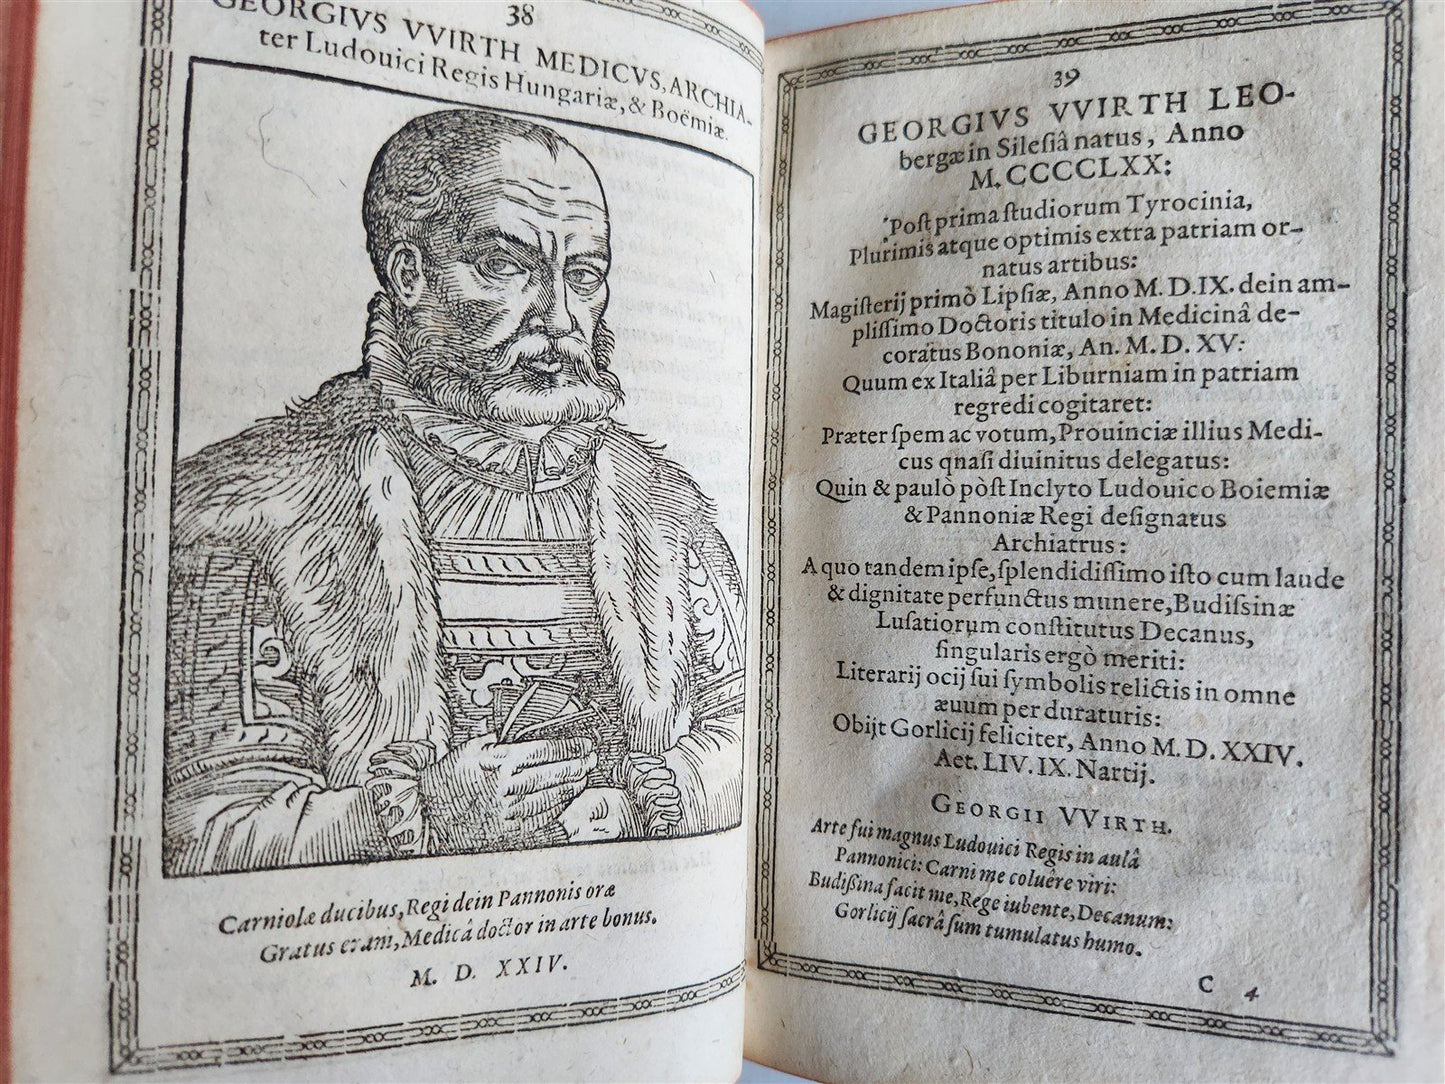 38
GEORGIVS VVIRTH MEDICVS, ARCHIA-
ter Ludouici Regis Hungariæ, & Boëmiæ.
Carniolæ ducibus, Regi dein Pannonis oræ
Gratus eram, Medicâ doctor in arte bonus.
M. D. XXIV.
39
GEORGIVS VVIRTH LEO-
bergæ in Sileſiâ natus, Anno
M. CCCCLXX:
Poſt prima ſtudiorum Tyrocinia,
Plurimis atque optimis extra patriam or-
natus artibus:
Magiſterij primò Lipſiæ, Anno M. D. IX. dein am-
pliſſimo Doctoris titulo in Medicinâ de-
coratus Bononiæ, An. M. D. XV:
Quum ex Italiâ per Liburniam in patriam
regredi cogitaret:
Præter ſpem ac votum, Prouinciæ illius Medi-
cus qnaſi diuinitus delegatus:
Quin & paulò pòſt Inclyto Ludouico Boiemiæ
& Pannoniæ Regi deſignatus
Archiatrus:
A quo tandem ipſe, ſplendidiſſimo iſto cum laude
& dignitate perfunctus munere, Budiſsinæ
Luſatiorum conſtitutus Decanus,
ſingularis ergò meriti:
Literarij ocij ſui ſymbolis relictis in omne
æuum per duraturis:
Obijt Gorlicij feliciter, Anno M. D. XXIV.
Aet. LIV. IX. Nartij.
GEORGII VVIRTH.
Arte fui magnus Ludouici Regis in aulâ
Pannonici: Carni me coluêre viri:
Budißina facit me, Rege iubente, Decanum:
Gorlicij ſacrâ ſum tumulatus humo.
C 4